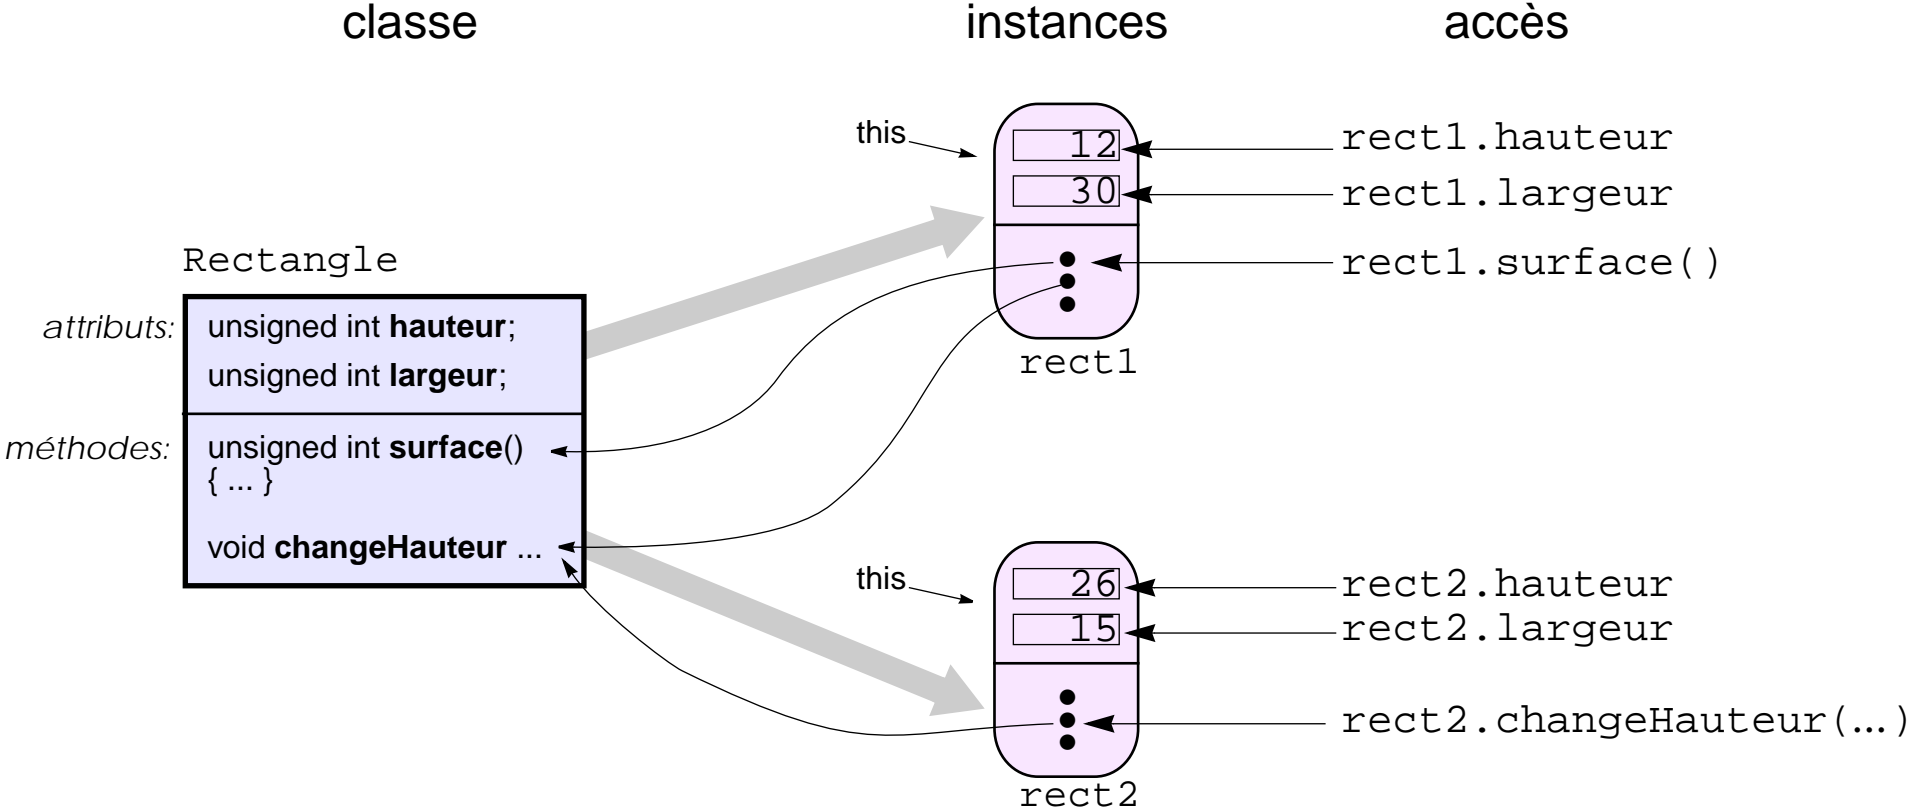 classe
instances
accès
Rectangle
attributs:
unsigned int hauteur;
unsigned int largeur;
méthodes:
unsigned int surface()
{ ... }
void changeHauteur ...
this
12
30
rect1
rect1.hauteur
rect1.largeur
rect1.surface()
this
26
15
rect2
rect2.hauteur
rect2.largeur
rect2.changeHauteur(...)